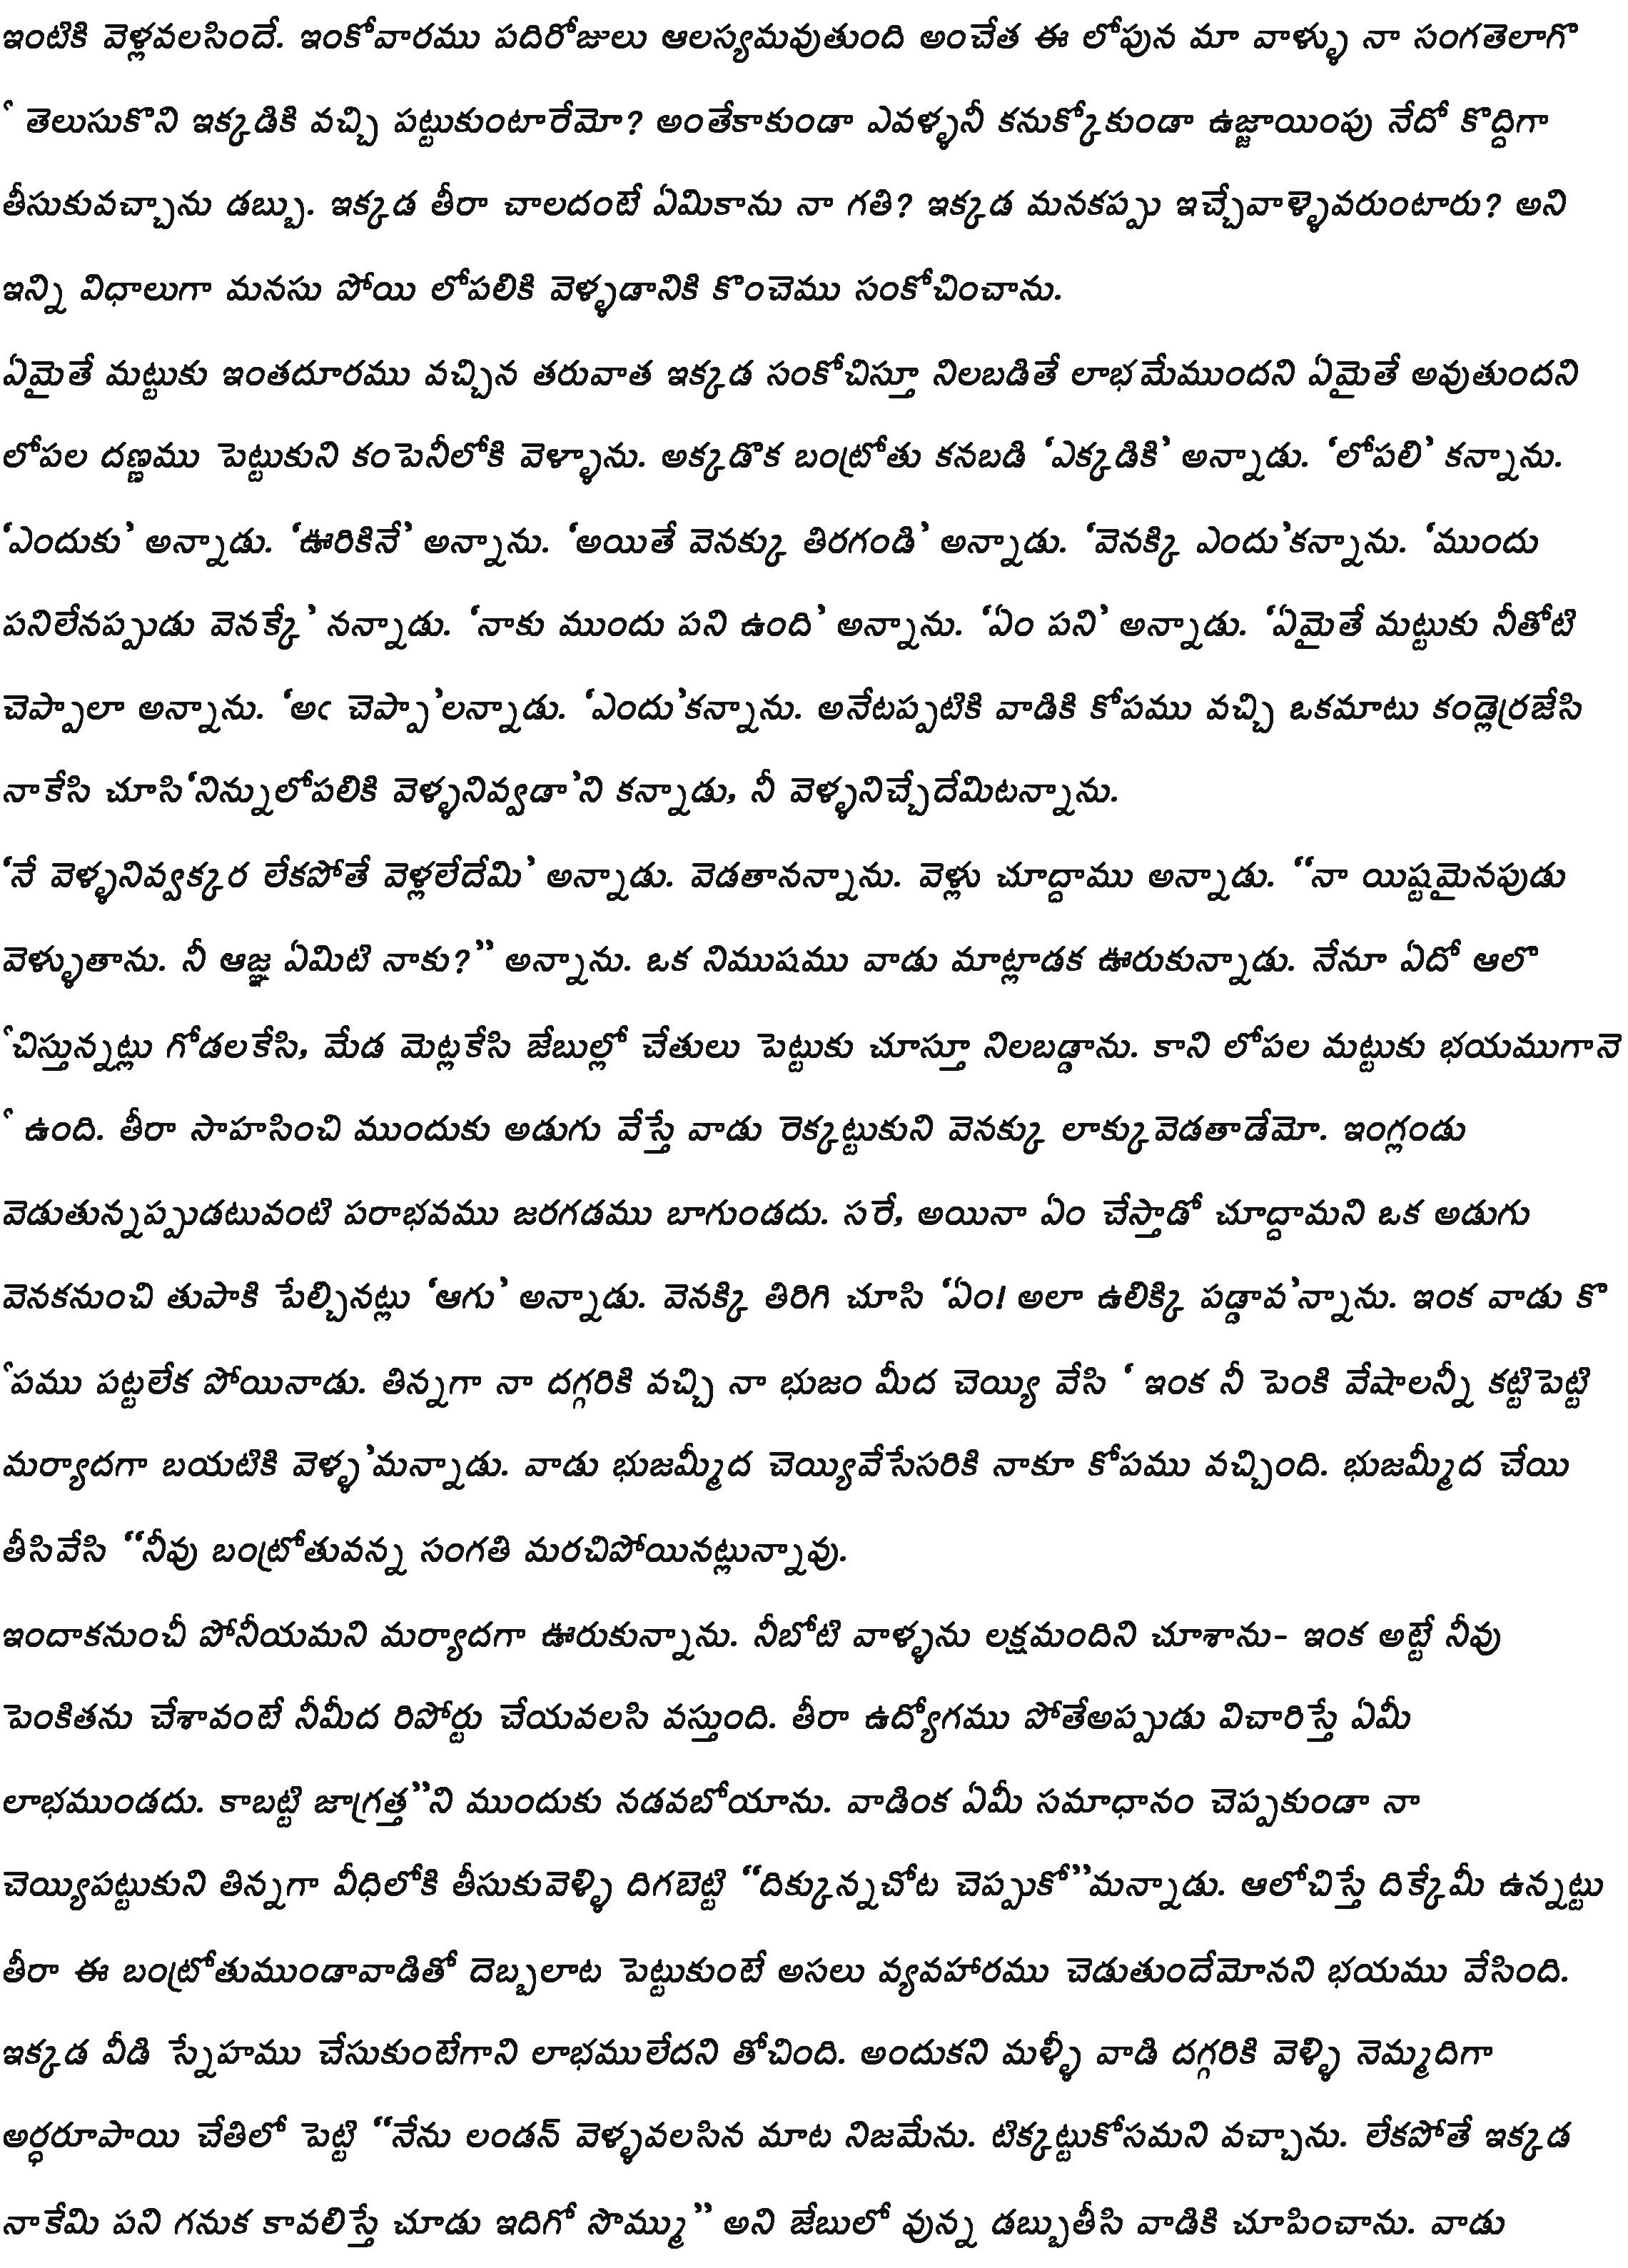 ఇంటికి వెళ్లవలసిందే. ఇంకోవారము పదిరోజులు ఆలస్యమవుతుంది అంచేత ఈ లోపున మా వాళ్ళు నా సంగతెలాగొ
ే తెలుసుకొని ఇక్కడికి వచ్చి పట్టుకుంటారేమో? అంతేకాకుండా ఎవళ్ళనీ కనుక్కోకుండా ఉజ్జాయింపు నేదో కొద్దిగా
తీసుకువచ్చాను డబ్బు. ఇక్కడ తీరా చాలదంటే ఏమికాను నా గతి? ఇక్కడ మనకప్పు ఇచ్చేవాళ్ళెవరుంటారు? అని
ఇన్ని విధాలుగా మనసు పోయి లోపలికి వెళ్ళడానికి కొంచెము సంకోచించాను.
ఏమైతే మట్టుకు ఇంతదూరము వచ్చిన తరువాత ఇక్కడ సంకోచిస్తూ నిలబడితే లాభమేముందని ఏమైతే అవుతుందని
లోపల దణ్ణము పెట్టుకుని కంపెనీలోకి వెళ్ళాను. అక్కడొక బంట్రోతు కనబడి ‘ఎక్కడికి’ అన్నాడు. ‘లోపలి’ కన్నాను.
‘ఎందుకు’ అన్నాడు. ‘ఊరికినే’ అన్నాను. ‘అయితే వెనక్కు తిరగండి’ అన్నాడు. ‘వెనక్కి ఎందు’కన్నాను. ‘ముందు
పనిలేనప్పుడు వెనక్కే’ నన్నాడు. ‘నాకు ముందు పని ఉంది’ అన్నాను. ‘ఏం పని’ అన్నాడు. ‘ఏమైతే మట్టుకు నీతోటి
చెప్పాలా అన్నాను. ‘అఁ చెప్పా’లన్నాడు. ‘ఎందు’కన్నాను. అనేటప్పటికి వాడికి కోపము వచ్చి ఒకమాటు కండ్లెర్రజేసి
నాకేసి చూసి‘నిన్నులోపలికి వెళ్ళనివ్వడా’ని కన్నాడు, నీ వెళ్ళనిచ్చేదేమిటన్నాను.
‘నే వెళ్ళనివ్వక్కర లేకపోతే వెళ్లలేదేమి’ అన్నాడు. వెడతానన్నాను. వెళ్లు చూద్దాము అన్నాడు. “నా యిష్టమైనపుడు
వెళ్ళుతాను. నీ ఆజ్ఞ ఏమిటి నాకు?” అన్నాను. ఒక నిముషము వాడు మాట్లాడక ఊరుకున్నాడు. నేనూ ఏదో ఆలొ
ేచిస్తున్నట్లు గోడలకేసి, మేడ మెట్లకేసి జేబుల్లో చేతులు పెట్టుకు చూస్తూ నిలబడ్డాను. కాని లోపల మట్టుకు భయముగానె
ే ఉంది. తీరా సాహసించి ముందుకు అడుగు వేస్తే వాడు రెక్కట్టుకుని వెనక్కు లాక్కువెడతాడేమో. ఇంగ్లండు
వెడుతున్నప్పుడటువంటి పరాభవము జరగడము బాగుండదు. సరే, అయినా ఏం చేస్తాడో చూద్దామని ఒక అడుగు
వెనకనుంచి తుపాకి పేల్చినట్లు ‘ఆగు’ అన్నాడు. వెనక్కి తిరిగి చూసి ‘ఏం! అలా ఉలిక్కి పడ్డావ’న్నాను. ఇంక వాడు కొ
ేపము పట్టలేక పోయినాడు. తిన్నగా నా దగ్గరికి వచ్చి నా భుజం మీద చెయ్యి వేసి ‘ ఇంక నీ పెంకి వేషాలన్నీ కట్టిపెట్టి
మర్యాదగా బయటికి వెళ్ళ’మన్నాడు. వాడు భుజమ్మీద చెయ్యివేసేసరికి నాకూ కోపము వచ్చింది. భుజమ్మీద చేయి
తీసివేసి “నీవు బంట్రోతువన్న సంగతి మరచిపోయినట్లున్నావు.
ఇందాకనుంచీ పోనీయమని మర్యాదగా ఊరుకున్నాను. నీబోటి వాళ్ళను లక్షమందిని చూశాను- ఇంక అట్టే నీవు
పెంకితను చేశావంటే నీమీద రిపోర్టు చేయవలసి వస్తుంది. తీరా ఉద్యోగము పోతేఅప్పుడు విచారిస్తే ఏమీ
లాభముండదు. కాబట్టి జాగ్రత్త”ని ముందుకు నడవబోయాను. వాడింక ఏమీ సమాధానం చెప్పకుండా నా
చెయ్యిపట్టుకుని తిన్నగా వీధిలోకి తీసుకువెళ్ళి దిగబెట్టి “దిక్కున్నచోట చెప్పుకో”మన్నాడు. ఆలోచిస్తే దిక్కేమీ ఉన్నట్టు
తీరా ఈ బంట్రోతుముండావాడితో దెబ్బలాట పెట్టుకుంటే అసలు వ్యవహారము చెడుతుందేమోనని భయము వేసింది.
ఇక్కడ వీడి స్నేహము చేసుకుంటేగాని లాభములేదని తోచింది. అందుకని మళ్ళీ వాడి దగ్గరికి వెళ్ళి నెమ్మదిగా
అర్ధరూపాయి చేతిలో పెట్టి “నేను లండన్ వెళ్ళవలసిన మాట నిజమేను. టిక్కట్టుకోసమని వచ్చాను. లేకపోతే ఇక్కడ
నాకేమి పని గనుక కావలిస్తే చూడు ఇదిగో సొమ్ము” అని జేబులో వున్న డబ్బుతీసి వాడికి చూపించాను. వాడు